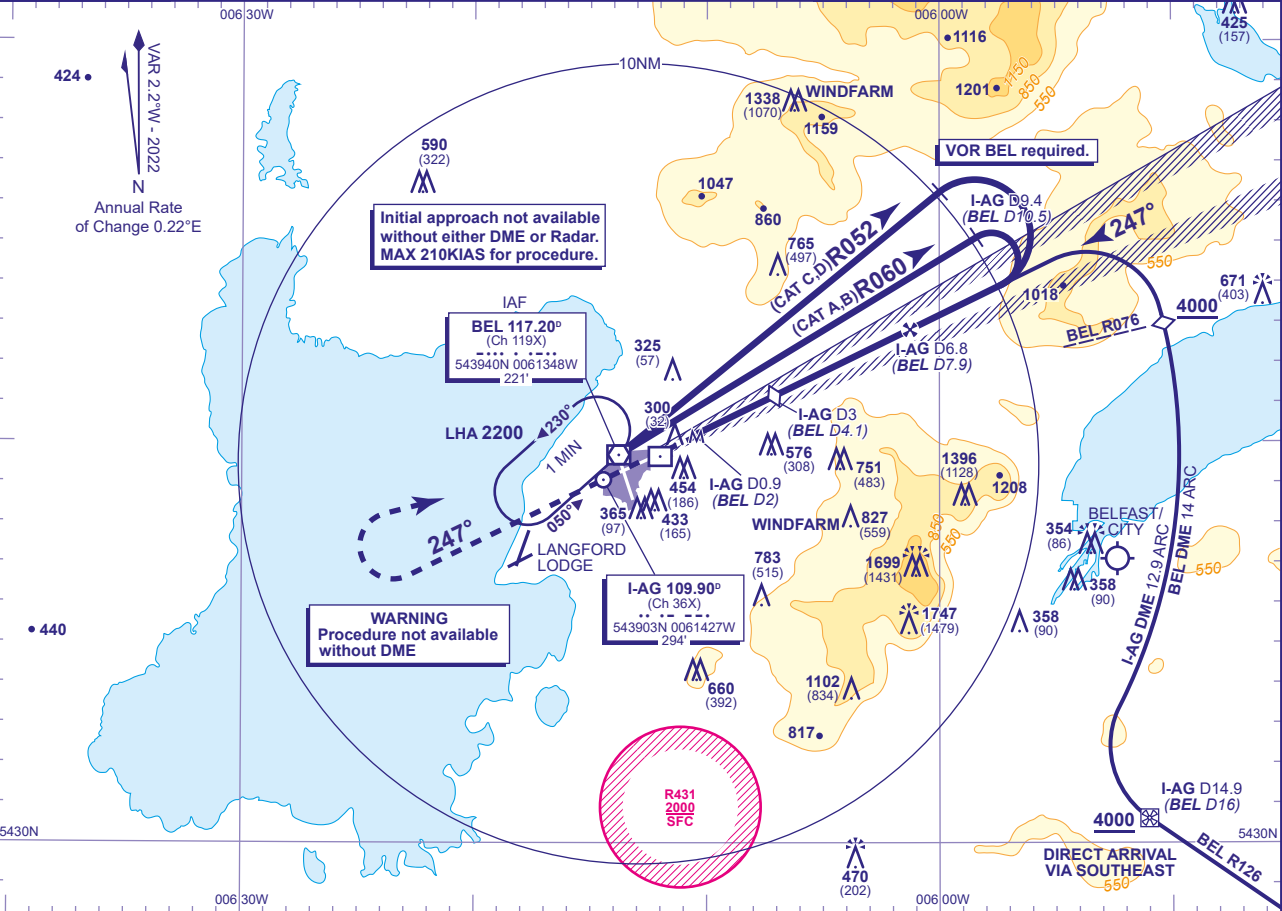 006 30W
006 00W
425
(157)
VAR 2.2°W - 2022
424
N
Annual Rate
of Change 0.22°E
10NM
1116
1201
1150
850
550
1338
(1070)
WINDFARM
1159
590
(322)
VOR BEL required.
1047
860
Initial approach not available
without either DME or Radar.
MAX 210KIAS for procedure.
I-AG D9.4
(BEL D10.5)
247°
765
(497)
(CAT C,D) R052
(CAT A,B) R060
550
671
(403)
1018
4000
BEL R076
IAF
BEL 117.20D
(Ch 119X)
543940N 0061348W
221'
325
(57)
I-AG D6.8
(BEL D7.9)
300
(32)
I-AG D3
(BEL D4.1)
LHA 2200
230°
1 MIN
050°
576
(308)
751
(483)
1396
(1128)
1208
454
(186)
I-AG D0.9
(BEL D2)
365
(97)
433
(165)
WINDFARM
827
(559)
850
550
247°
LANGFORD
LODGE
354
(86)
BELFAST/
CITY
358
(90)
783
(515)
1699
(1431)
550
I-AG DME 12.9 ARC
BEL DME 14 ARC
I-AG 109.90D
(Ch 36X)
543903N 0061427W
294'
1747
(1479)
358
(90)
WARNING
Procedure not available
without DME
440
660
(392)
1102
(834)
817
R431
2000
SFC
I-AG D14.9
(BEL D16)
4000
5430N
5430N
BEL R126
DIRECT ARRIVAL
VIA SOUTHEAST
550
470
(202)
006 30W
006 00W